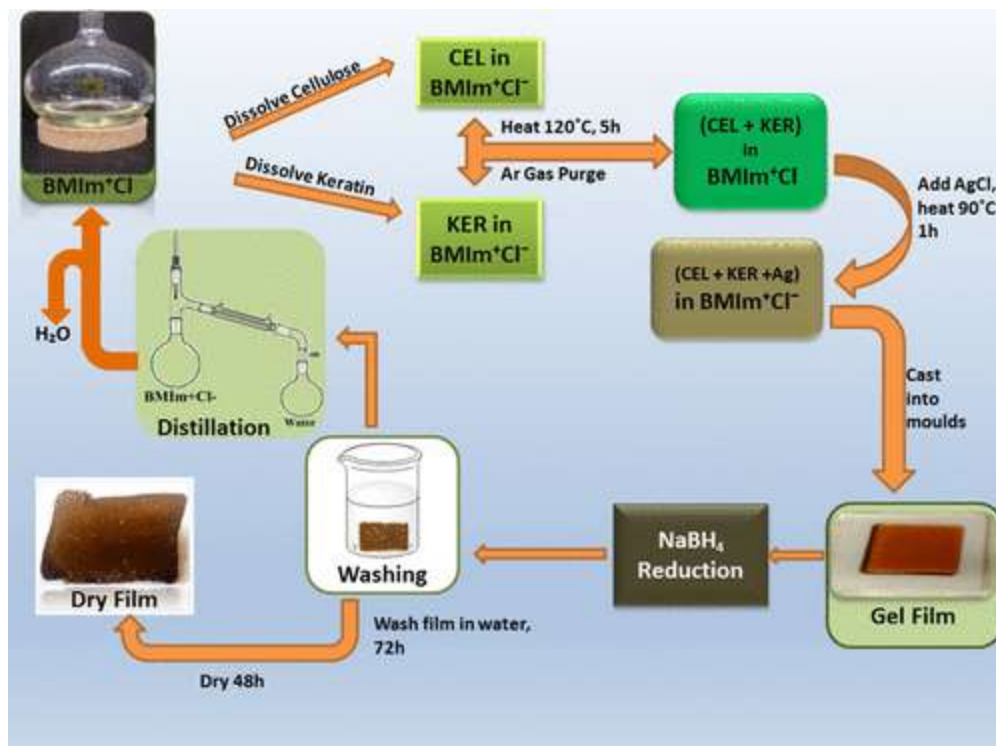 BMIm⁺Cl
Dissolve Cellulose
Dissolve Keratin
CEL in
BMIm⁺Cl⁻
KER in
BMIm⁺Cl⁻
Heat 120˚C, 5h
Ar Gas Purge
(CEL + KER)
in
BMIm⁺Cl
Add AgCl,
heat 90˚C
1h
(CEL + KER +Ag)
in BMIm⁺Cl⁻
Cast
into
moulds
Gel Film
NaBH₄
Reduction
Washing
Wash film in water,
72h
Dry 48h
Dry Film
BMIm+Cl-
Water
Distillation
H₂O